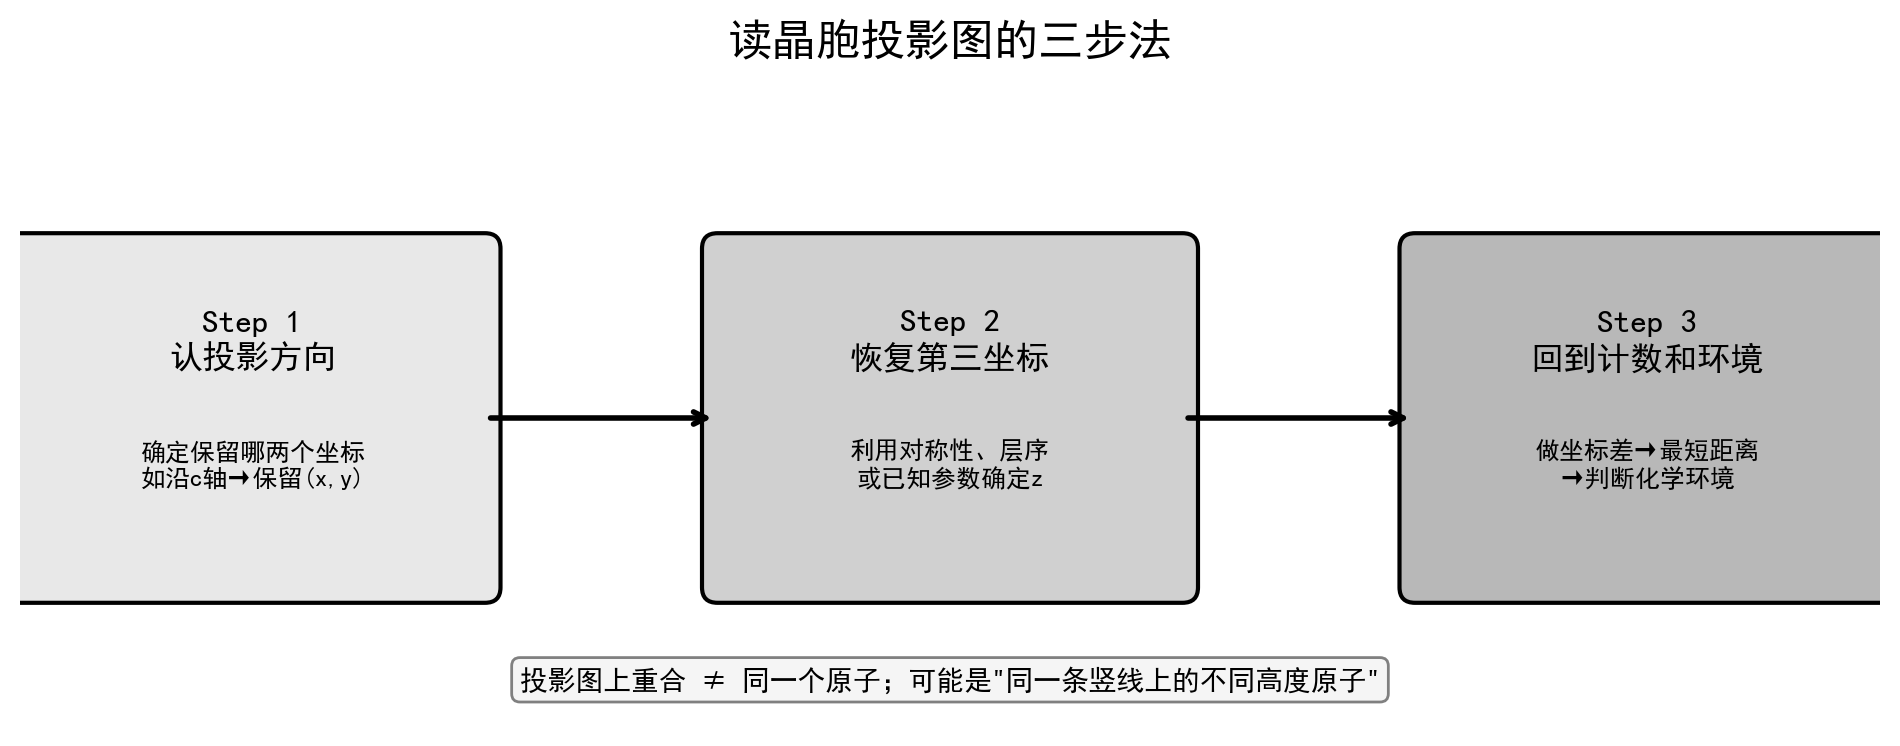 读晶胞投影图的三步法
Step 1
认投影方向
确定保留哪两个坐标
如沿c轴→保留(x,y)
Step 2
恢复第三坐标
利用对称性、层序
或已知参数确定z
Step 3
回到计数和环境
做坐标差→最短距离
→判断化学环境
投影图上重合 ≠ 同一个原子；可能是"同一条竖线上的不同高度原子"